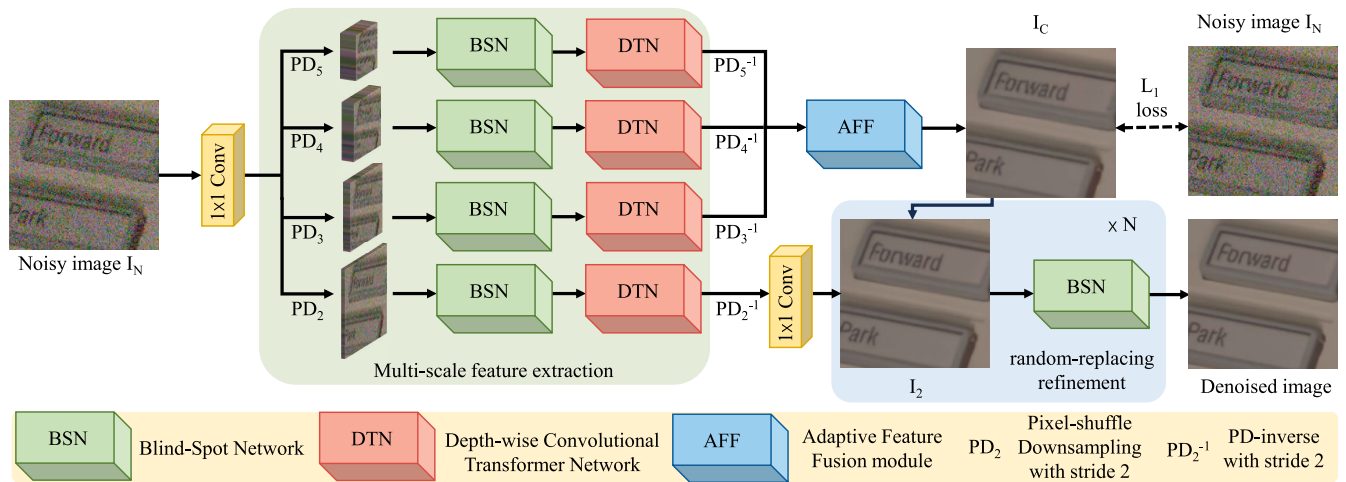 Noisy image I_N
1x1 Conv
PD_5
PD_4
PD_3
PD_2
BSN
DTN
BSN
DTN
BSN
DTN
BSN
DTN
PD_5^-1
PD_4^-1
PD_3^-1
PD_2^-1
Multi-scale feature extraction
AFF
1x1 Conv
I_C
Forward
Park
L_1
loss
Noisy image I_N
Forward
Park
Forward
Park
I_2
x N
BSN
random-replacing
refinement
Forward
Park
Denoised image
Forward
Park
BSN
Blind-Spot Network
DTN
Depth-wise Convolutional
Transformer Network
AFF
Adaptive Feature
Fusion module
PD_2
Pixel-shuffle
Downsampling
with stride 2
PD_2^-1
PD-inverse
with stride 2